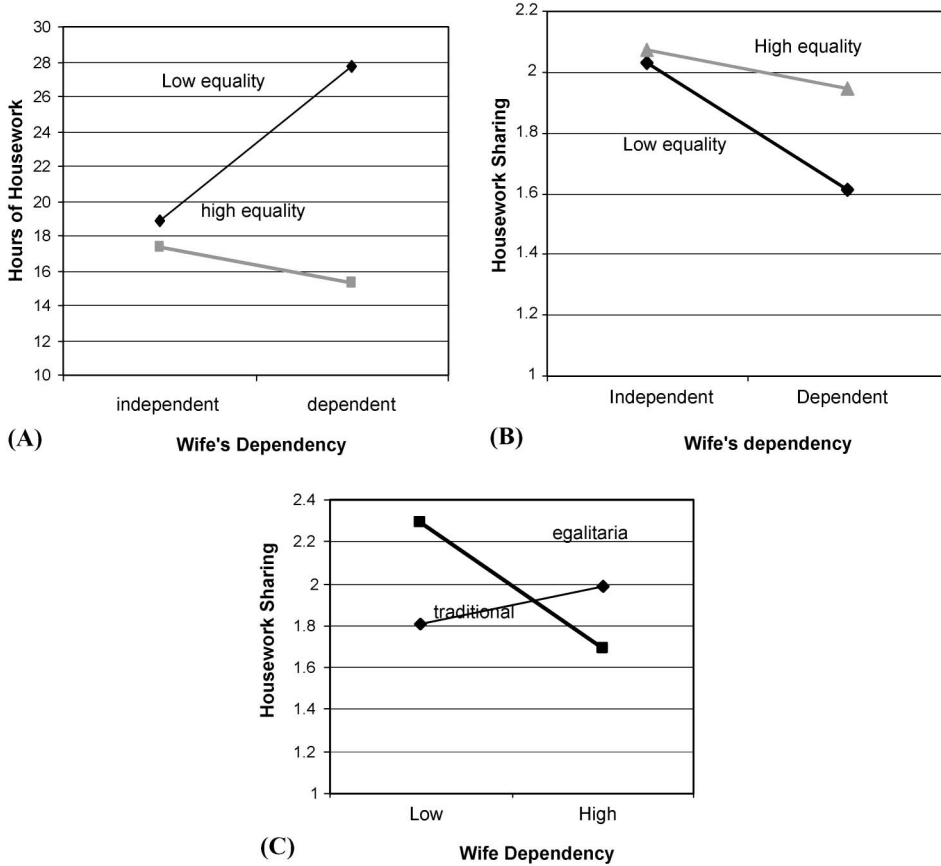 30
28
26
24
22
20
18
16
14
12
10
Hours of Housework
Low equality
high equality
independent
dependent
(A)
Wife's Dependency
2.2
2
1.8
1.6
1.4
1.2
1
Housework Sharing
High equality
Low equality
Independent
Dependent
(B)
Wife's dependency
2.4
2.2
2
1.8
1.6
1.4
1.2
1
Housework Sharing
egalitaria
traditional
Low
High
(C)
Wife Dependency